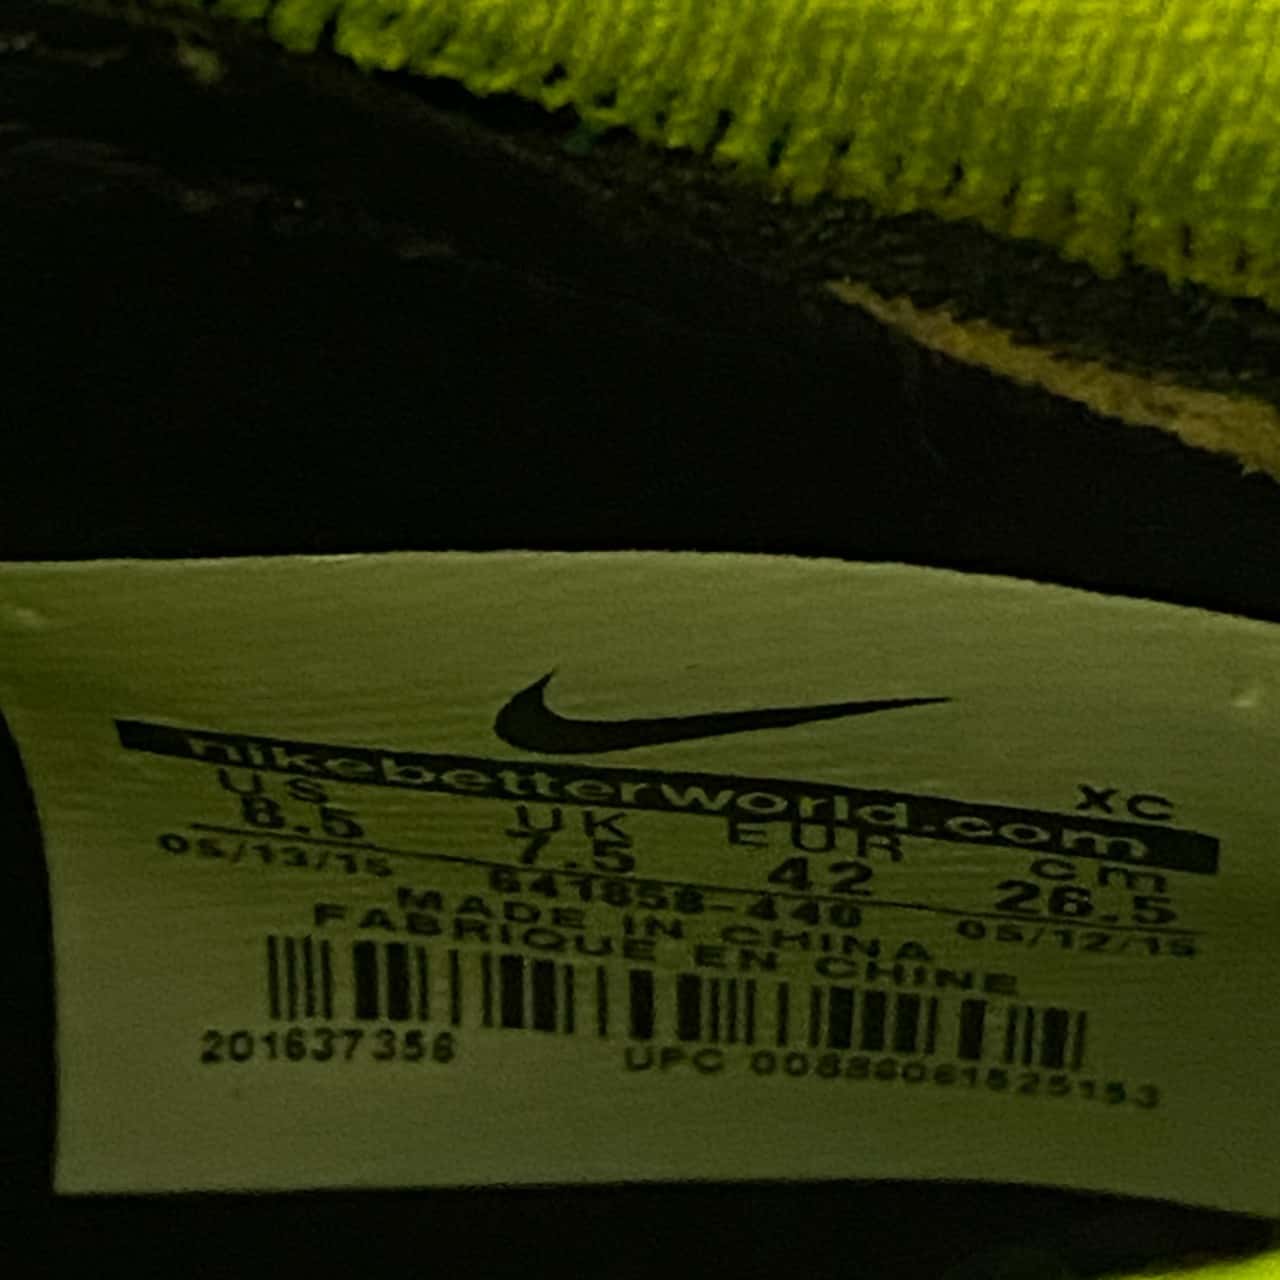 nikebetterworld.com XC
US UK EUR cm
8.5 7.5 42 26.5
05/13/15 641858-440 05/12/15
MADE IN CHINA
FABRIQUE EN CHINE
201637356 UPC 00888061525153